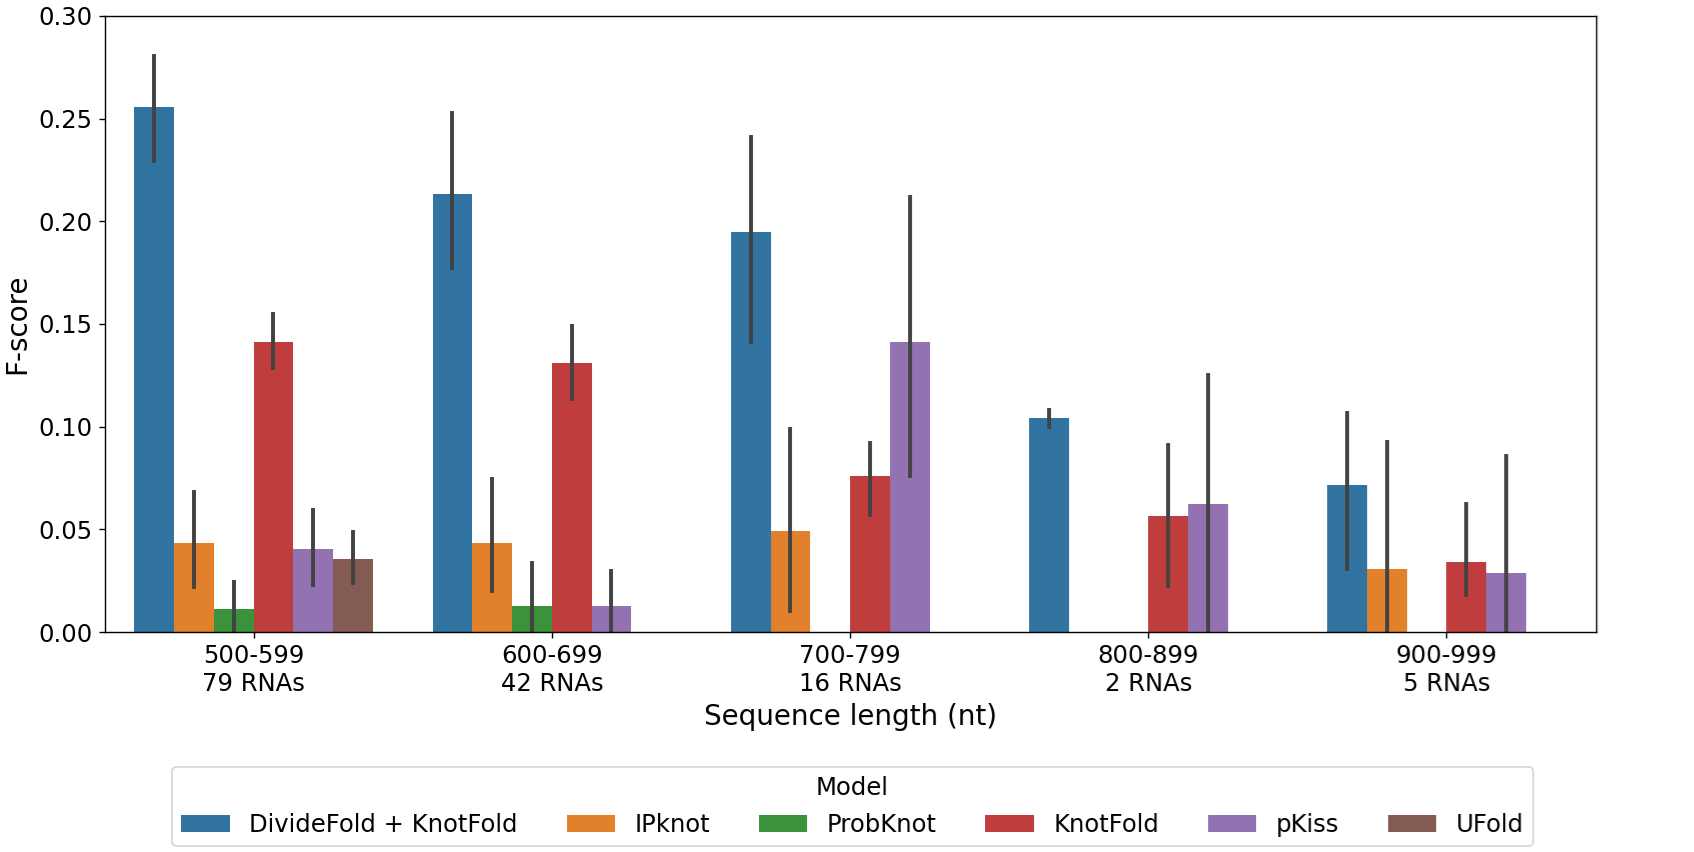 0.30
0.25
0.20
0.15
0.10
0.05
0.00
F-score
500-599 600-699 700-799 800-899 900-999
79 RNAs 42 RNAs 16 RNAs 2 RNAs 5 RNAs
Sequence length (nt)
Model
DivideFold + KnotFold IPknot ProbKnot KnotFold pKiss UFold